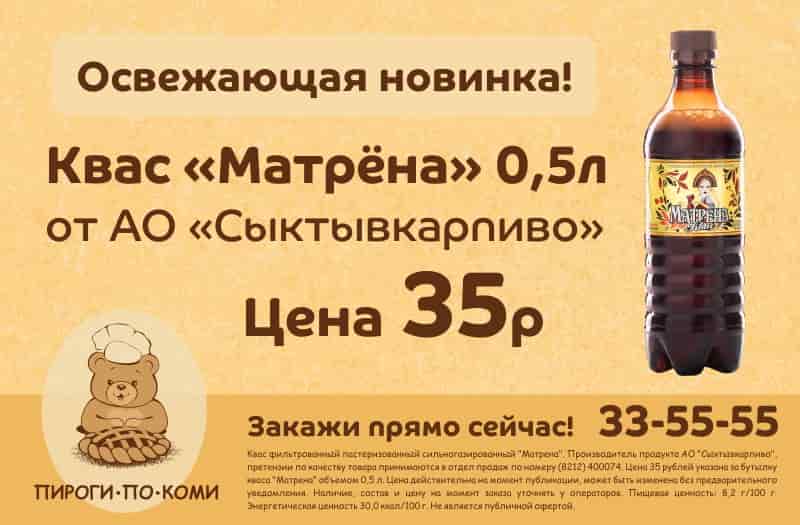 Освежающая новинка!
Квас «Матрёна» 0,5л
от АО «Сыктывкарпиво»
Цена 35р
МАТРЁНА
ПИРОГИ·ПО·КОМИ
Закажи прямо сейчас! 33-55-55
Квас фильтрованный пастеризованный сильногазированный "Матрена". Производитель продукта АО "Сыктывкарпиво",
претензии по качеству товара принимаются в отдел продаж по номеру (8212) 400074. Цена 35 рублей указана за бутылку
кваса "Матрена" объемом 0,5 л. Цена действительна на момент публикации, может быть изменена без предварительного
уведомления. Наличие, состав и цену на момент заказа уточнять у операторов. Пищевая ценность: 8,2 г/100 г.
Энергетическая ценность 30,0 ккал/100 г. Не является публичной офертой.